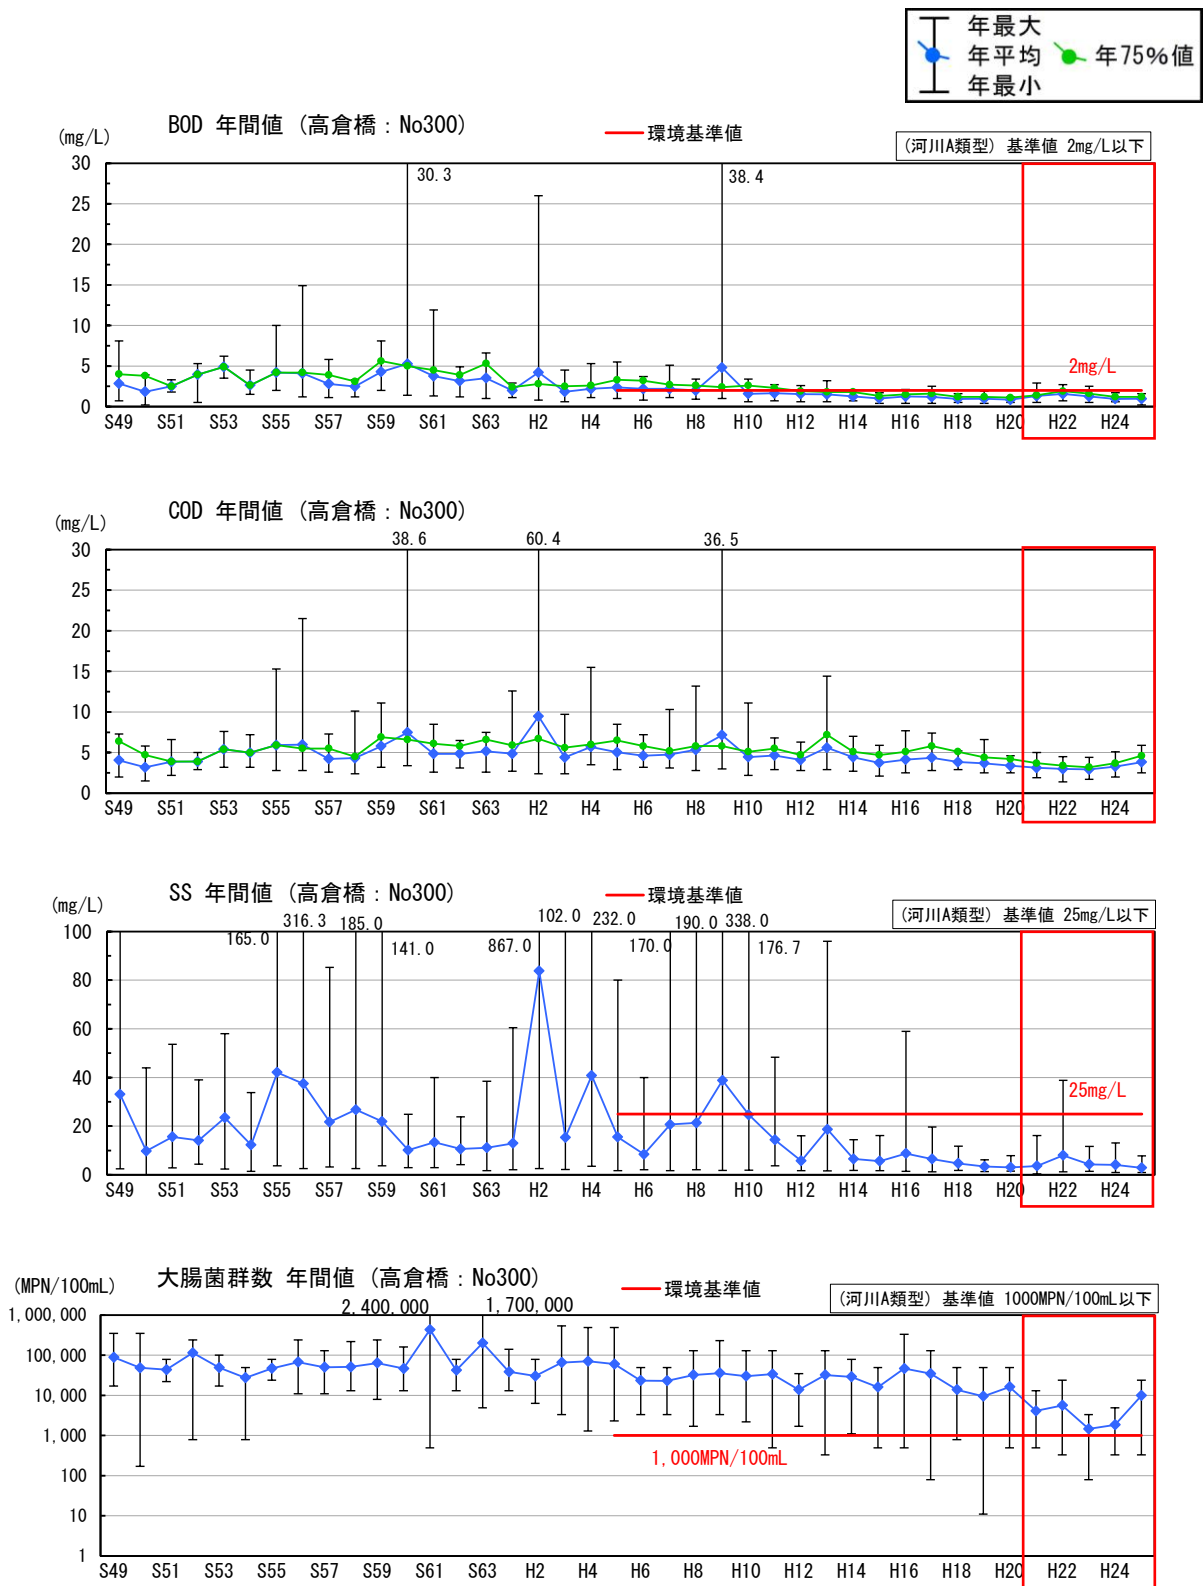 年最大
年平均 年75%値
年最小
BOD 年間値 (高倉橋：No300)
環境基準値
(mg/L)
(河川A類型) 基準値 2mg/L以下
30
25
20
15
10
5
0
30.3
38.4
2mg/L
S49 S51 S53 S55 S57 S59 S61 S63 H2 H4 H6 H8 H10 H12 H14 H16 H18 H20 H22 H24
COD 年間値 (高倉橋：No300)
(mg/L)
38.6 60.4 36.5
30
25
20
15
10
5
0
S49 S51 S53 S55 S57 S59 S61 S63 H2 H4 H6 H8 H10 H12 H14 H16 H18 H20 H22 H24
SS 年間値 (高倉橋：No300)
環境基準値
(mg/L)
(河川A類型) 基準値 25mg/L以下
316.3 185.0 102.0 232.0 190.0 338.0
165.0 141.0 867.0 170.0 176.7
100
80
60
40
20
0
25mg/L
S49 S51 S53 S55 S57 S59 S61 S63 H2 H4 H6 H8 H10 H12 H14 H16 H18 H20 H22 H24
大腸菌群数 年間値 (高倉橋：No300)
環境基準値
(MPN/100mL)
(河川A類型) 基準値 1000MPN/100mL以下
2,400,000 1,700,000
1,000,000
100,000
10,000
1,000
100
10
1
1,000MPN/100mL
S49 S51 S53 S55 S57 S59 S61 S63 H2 H4 H6 H8 H10 H12 H14 H16 H18 H20 H22 H24